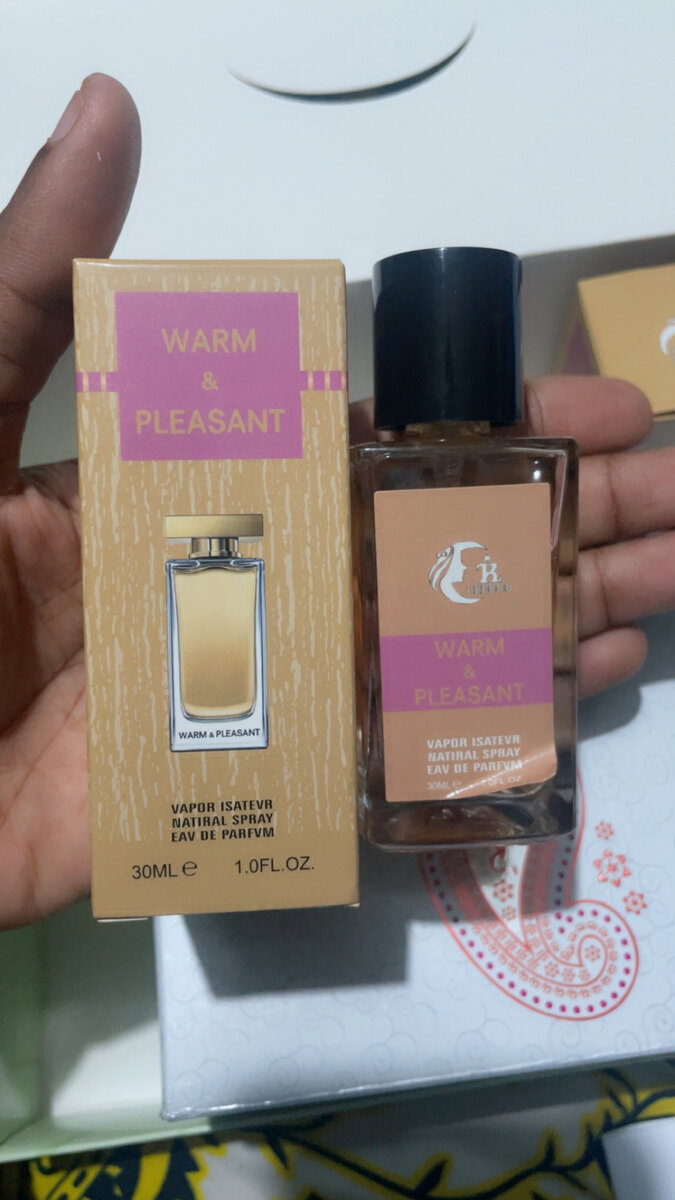 WARM
&
PLEASANT
WARM & PLEASANT
VAPOR ISATEVR
NATIRAL SPRAY
EAV DE PARFVM
30ML e 1.0FL.OZ.
WARM
&
PLEASANT
VAPOR ISATEVR
NATIRAL SPRAY
EAV DE PARFVM
30ML e 1.0FL OZ